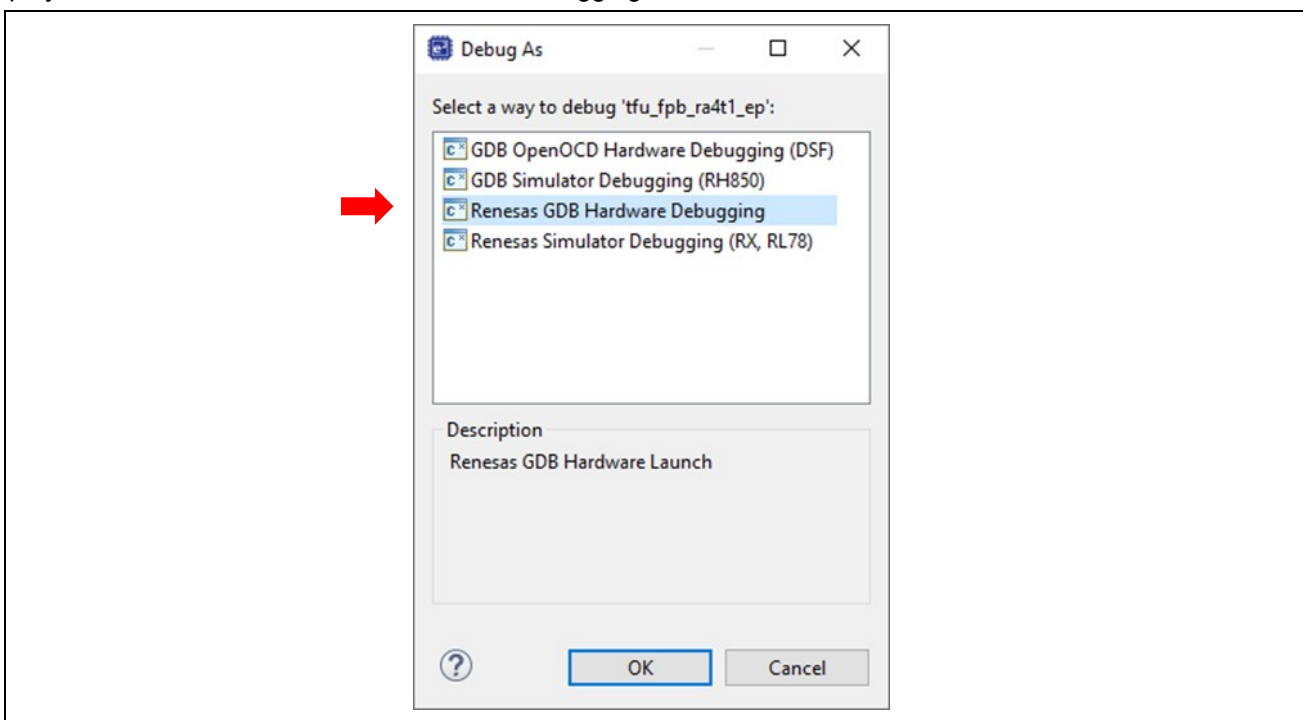 Debug As
Select a way to debug 'tfu_fpb_ra4t1_ep':
GDB OpenOCD Hardware Debugging (DSF)
GDB Simulator Debugging (RH850)
Renesas GDB Hardware Debugging
Renesas Simulator Debugging (RX, RL78)
Description
Renesas GDB Hardware Launch
OK Cancel